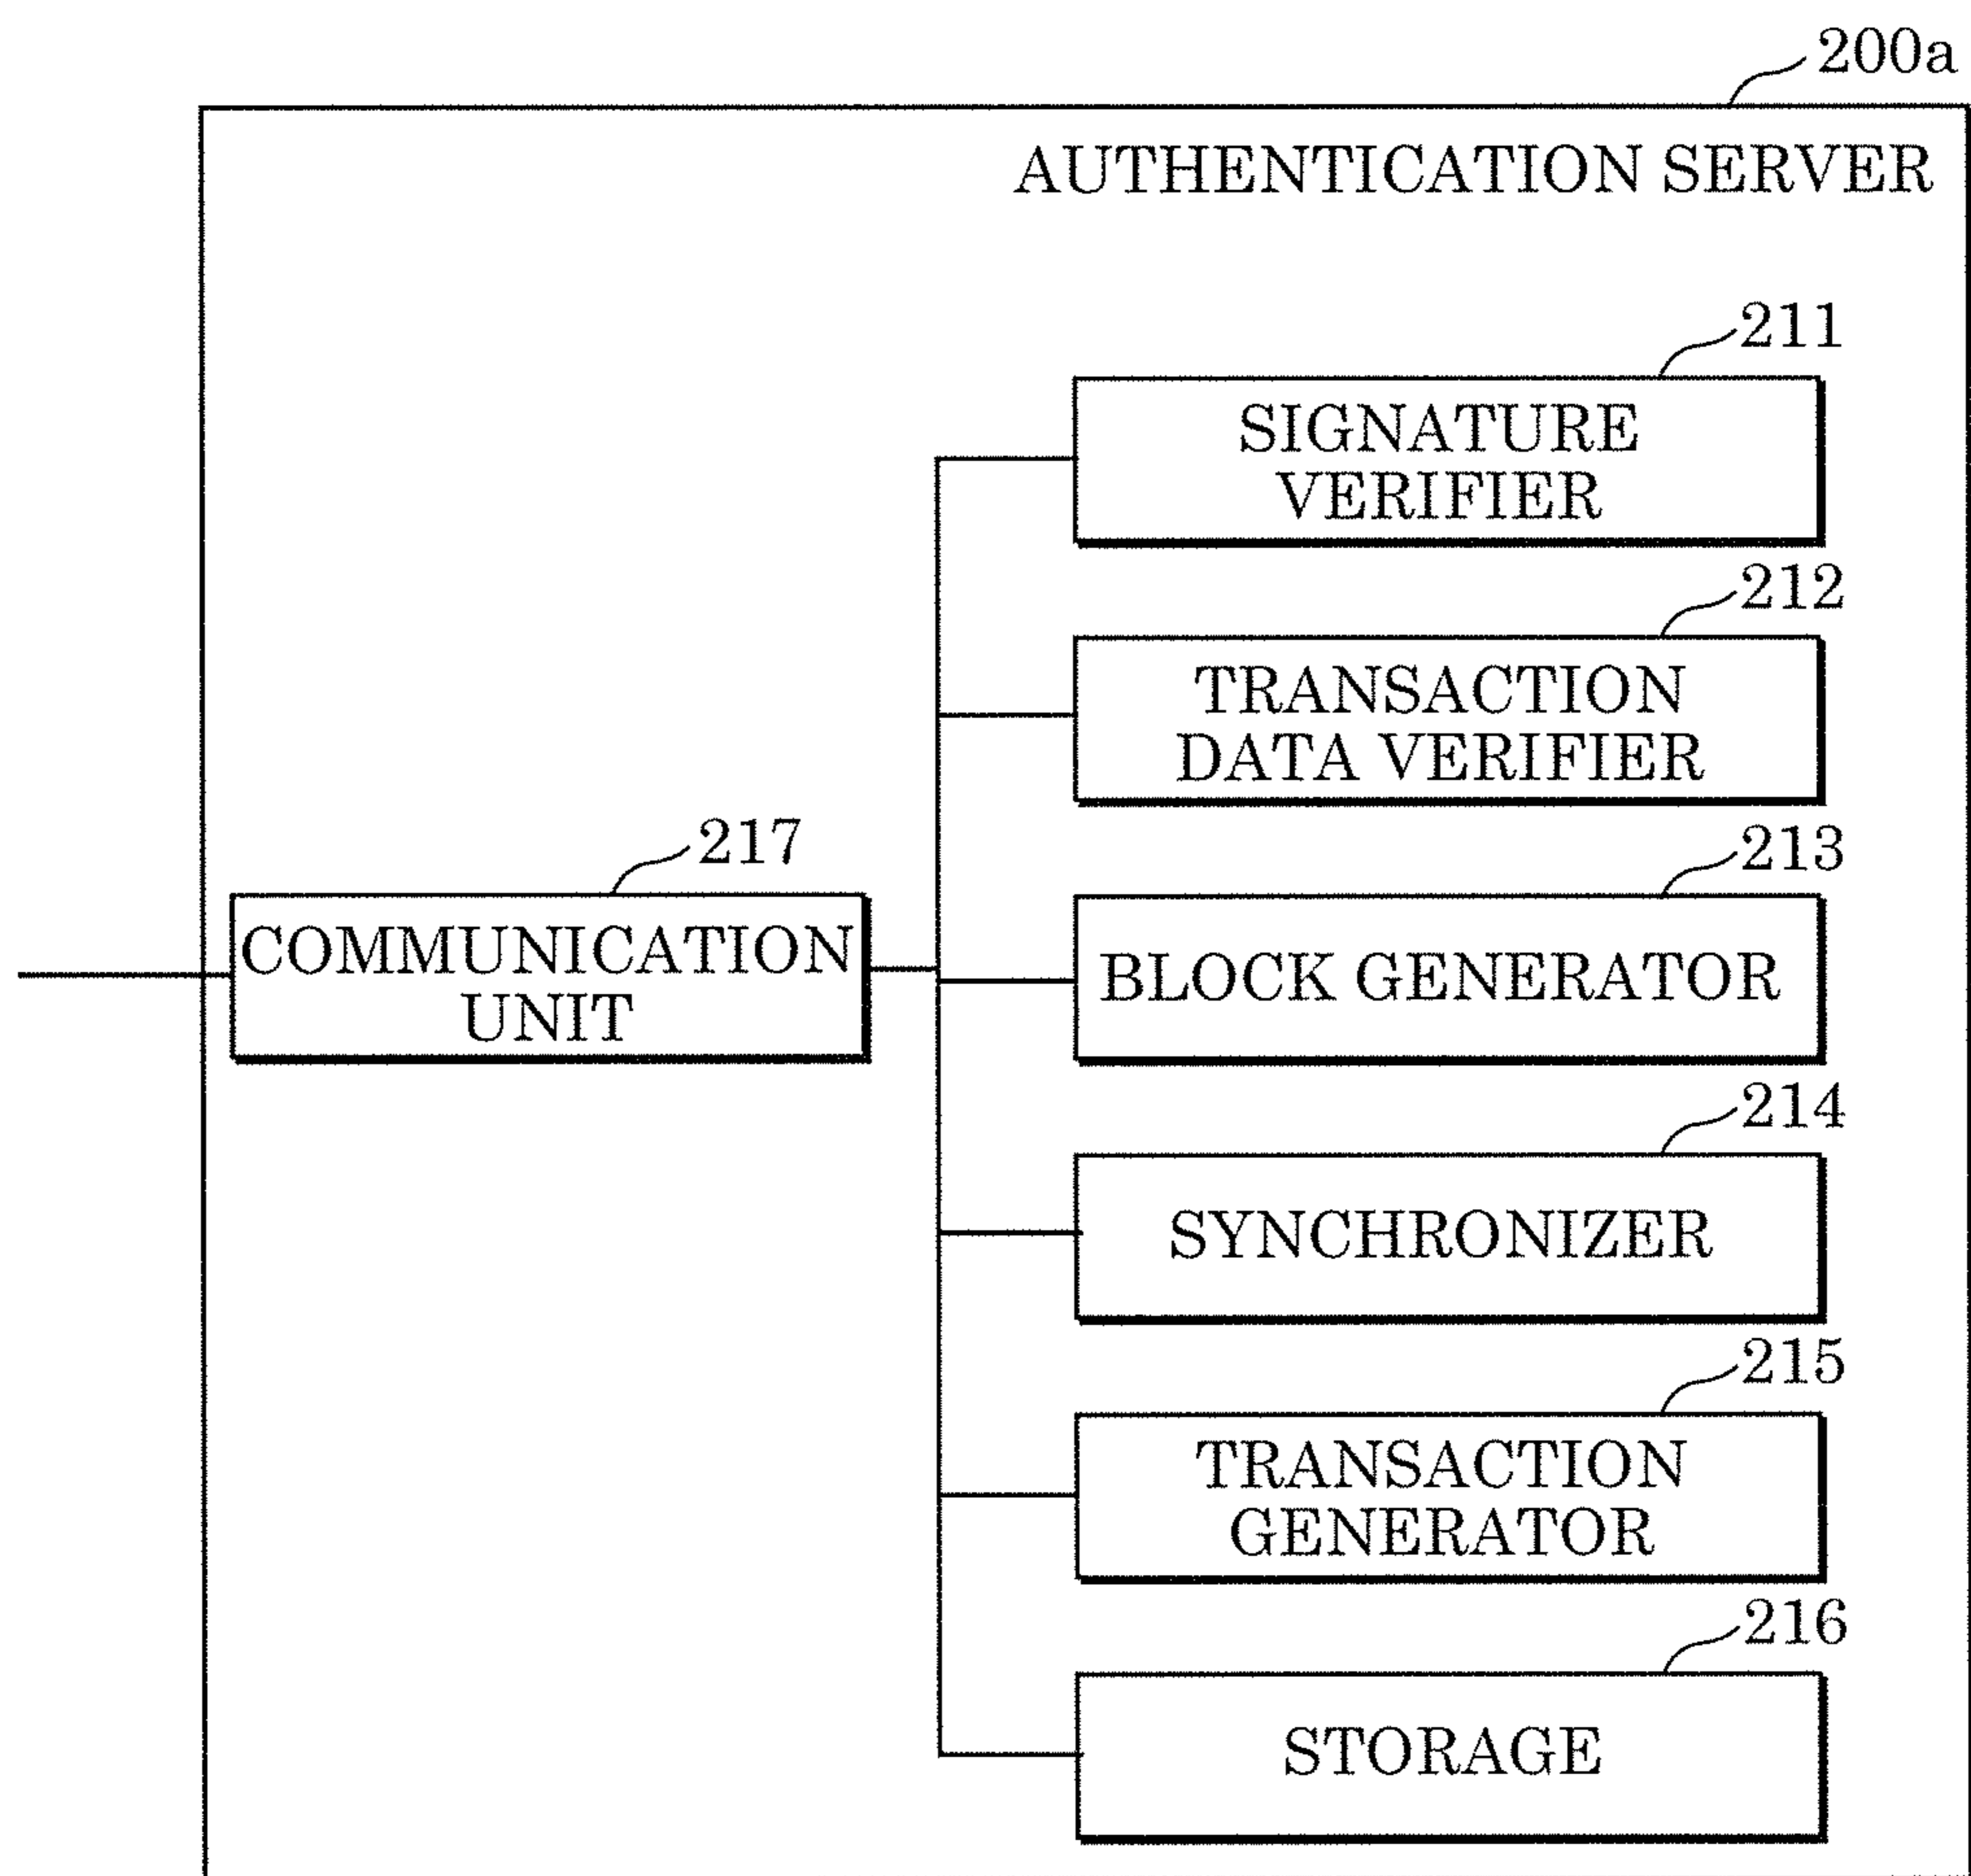 200a
AUTHENTICATION SERVER
211
SIGNATURE
VERIFIER
212
TRANSACTION
DATA VERIFIER
217
COMMUNICATION
UNIT
213
BLOCK GENERATOR
214
SYNCHRONIZER
215
TRANSACTION
GENERATOR
216
STORAGE